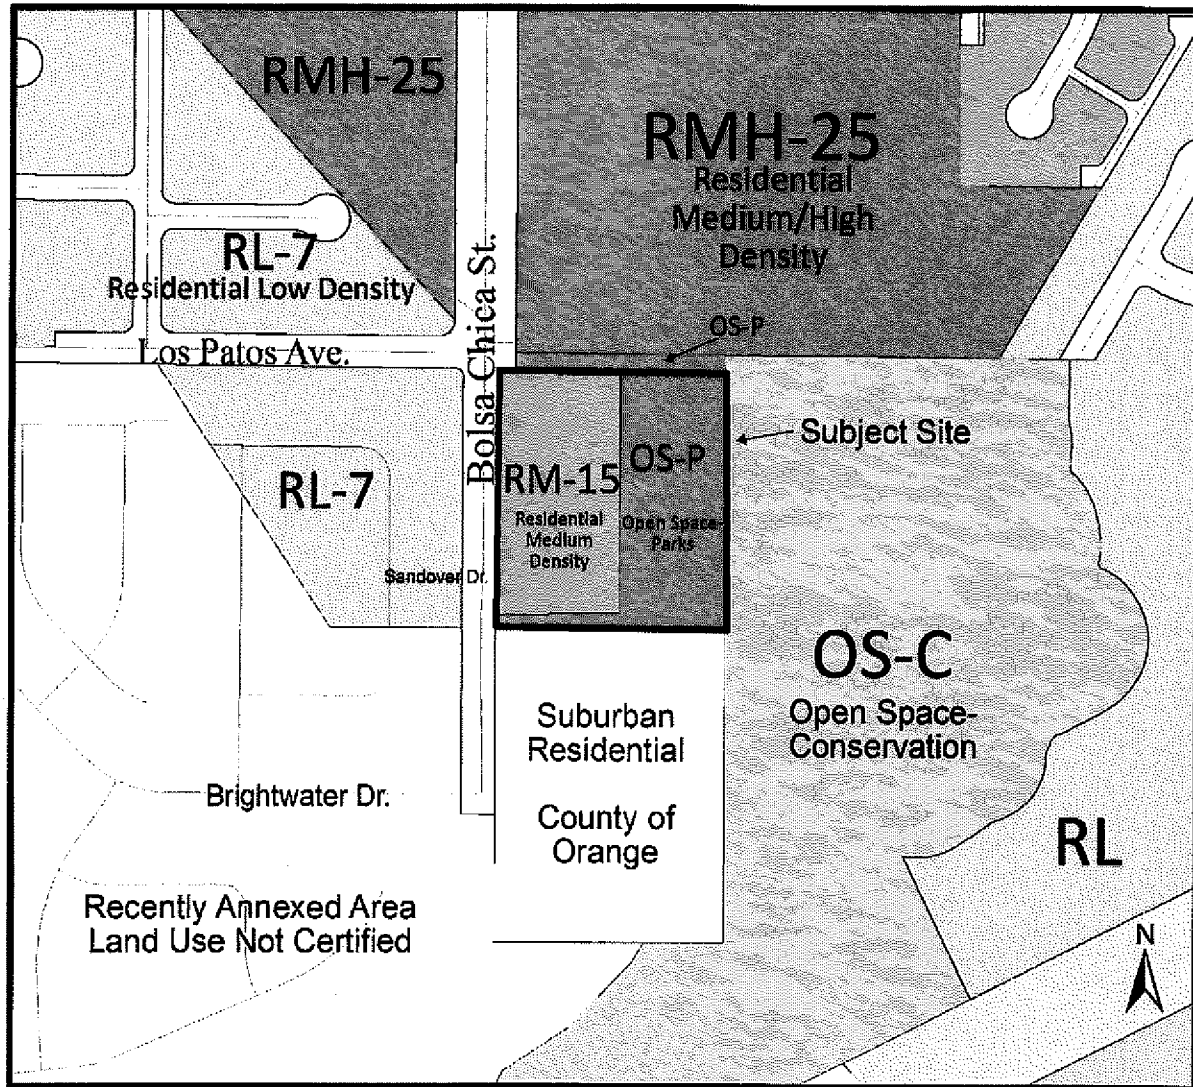 RMH-25
RMH-25
Residential
Medium/High
Density
RL-7
Residential Low Density
Bolsa Chica St.
OS-P
Los Patos Ave.
Subject Site
RL-7
RM-15
Residential
Medium
Density
OS-P
Open Space-
Parks
Sandover Dr.
OS-C
Open Space-
Conservation
Suburban
Residential
County of
Orange
Brightwater Dr.
RL
Recently Annexed Area
Land Use Not Certified
N